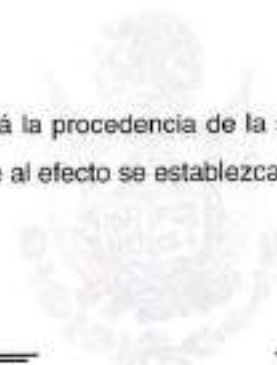 á la procedencia de la
al efecto se establezca